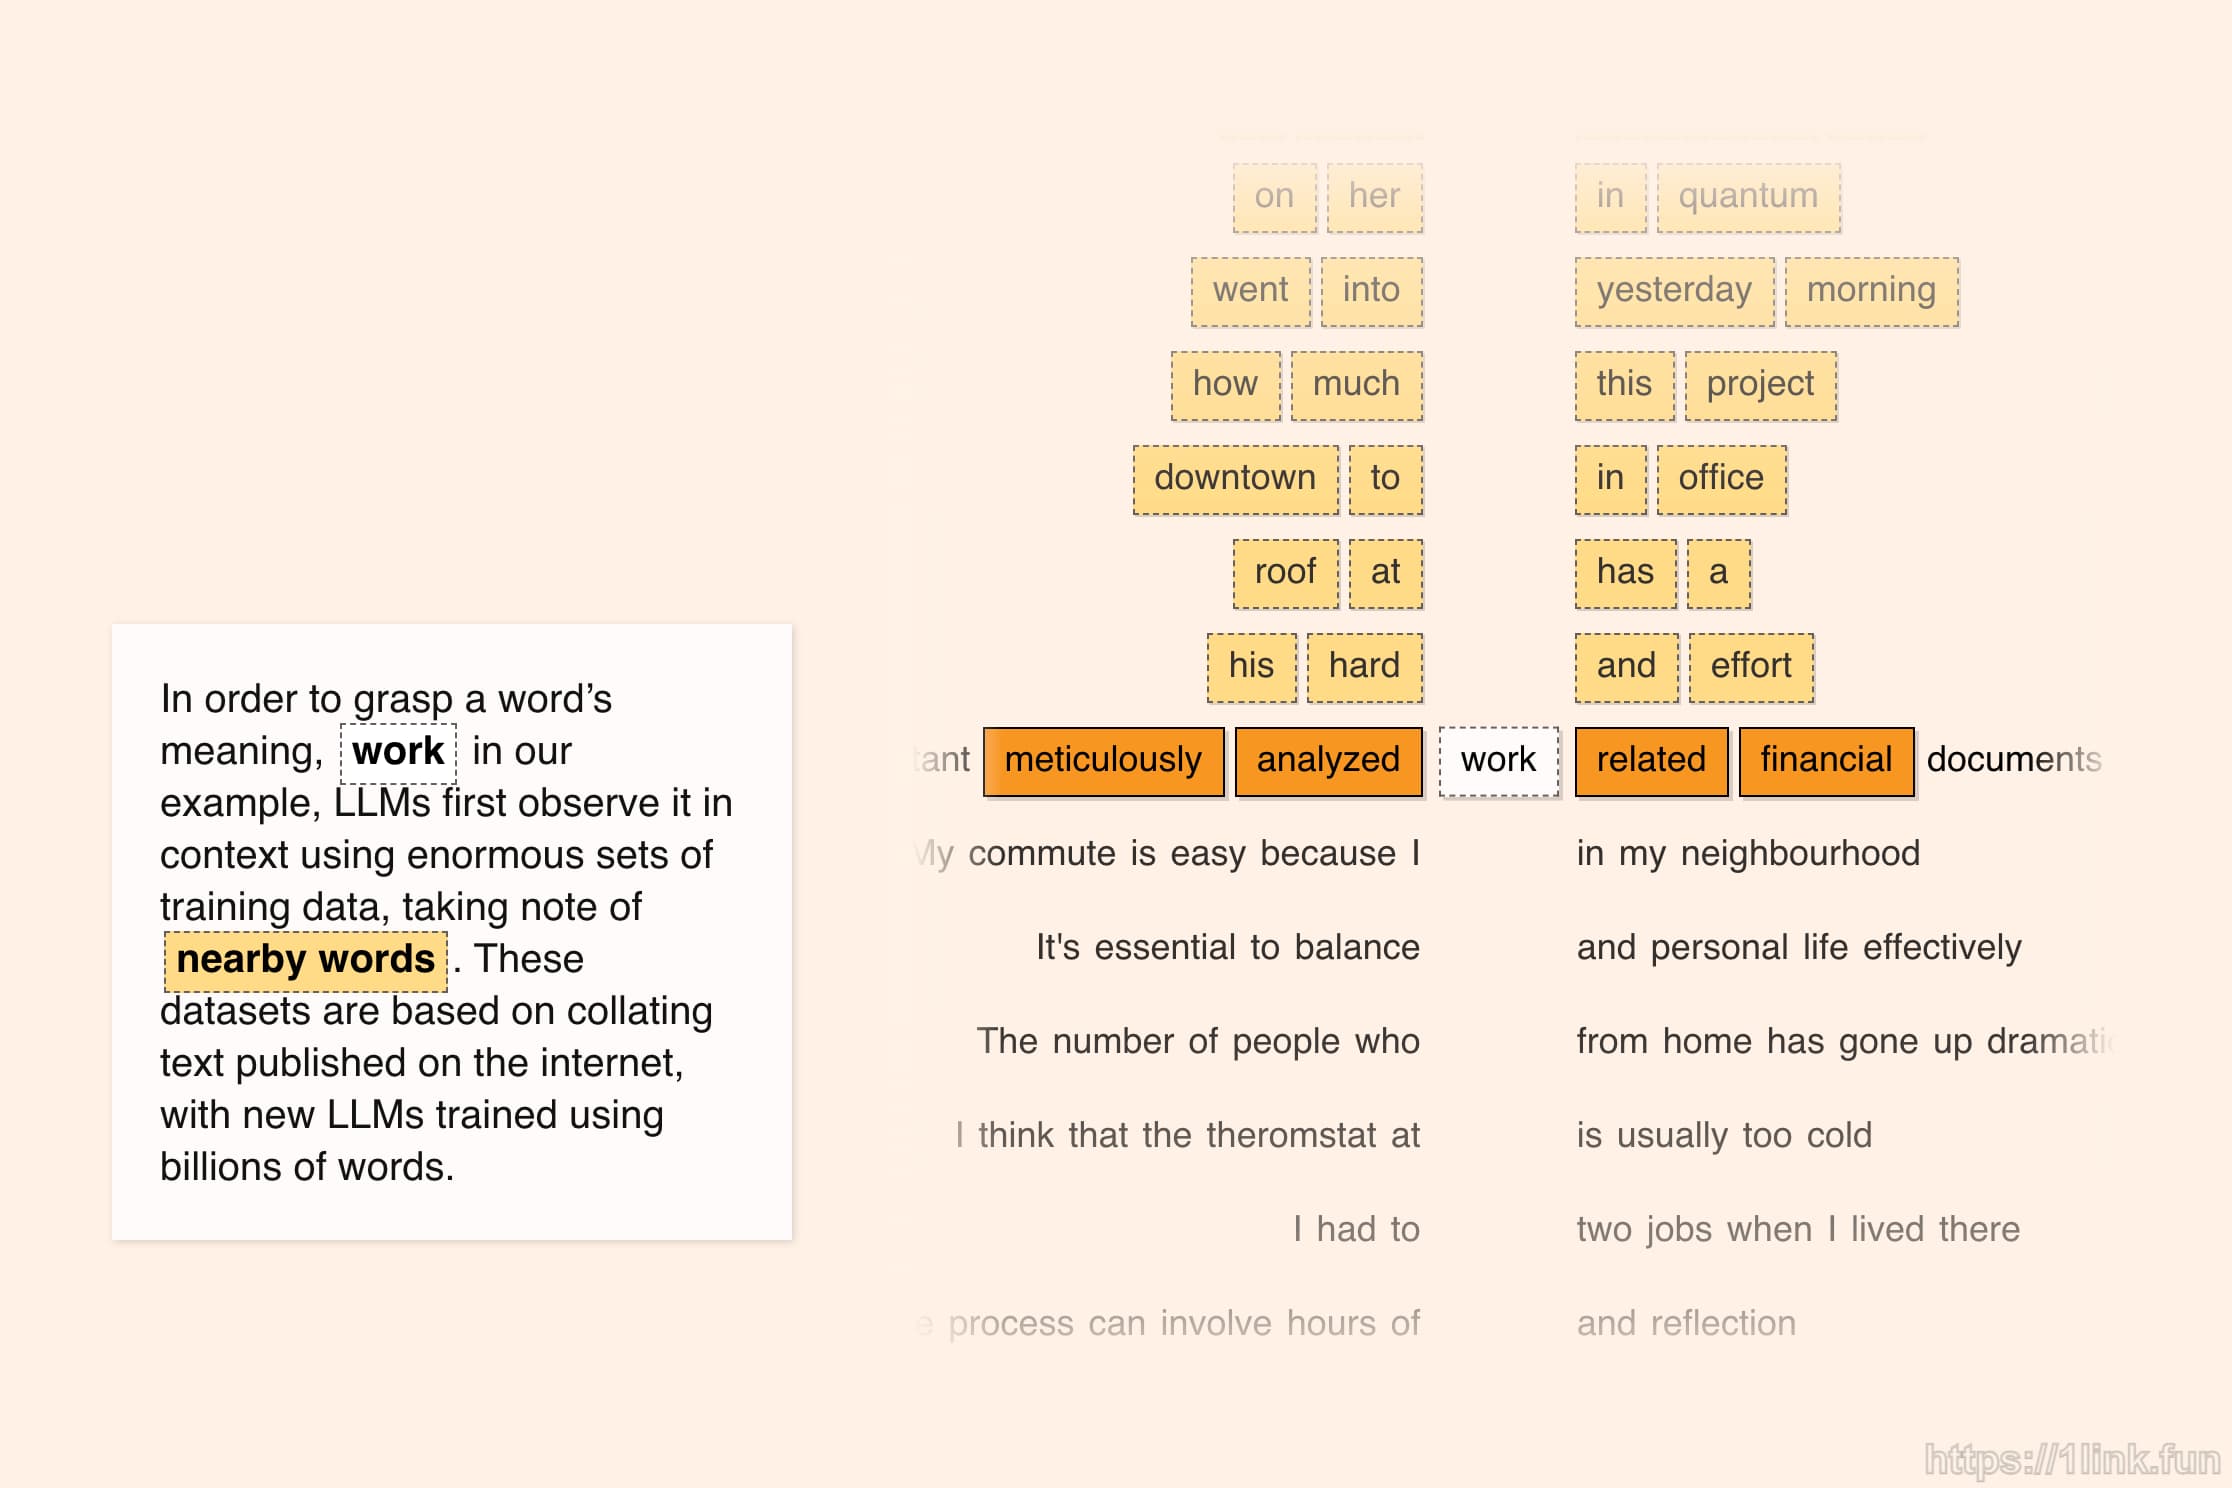 on her in quantum
went into yesterday morning
how much this project
downtown to in office
roof at has a
his hard and effort
meticulously analyzed work related financial documents
My commute is easy because I in my neighbourhood
It's essential to balance and personal life effectively
The number of people who from home has gone up
I think that the theromstat at is usually too cold
I had to two jobs when I lived there
process can involve hours of and reflection
In order to grasp a word’s
meaning, work in our
example, LLMs first observe it in
context using enormous sets of
training data, taking note of
nearby words. These
datasets are based on collating
text published on the internet,
with new LLMs trained using
billions of words.
https://1link.fun